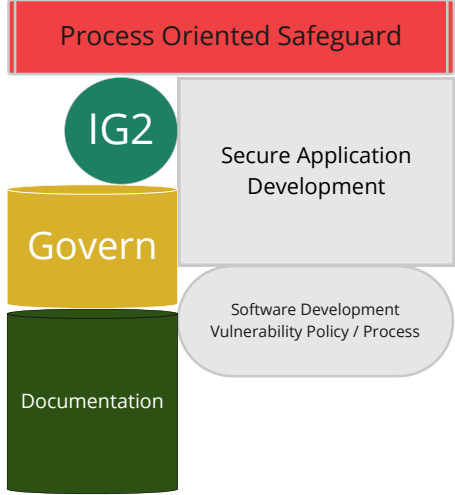 Process Oriented Safeguard
IG2
Secure Application
Development
Govern
Software Development
Vulnerability Policy / Process
Documentation